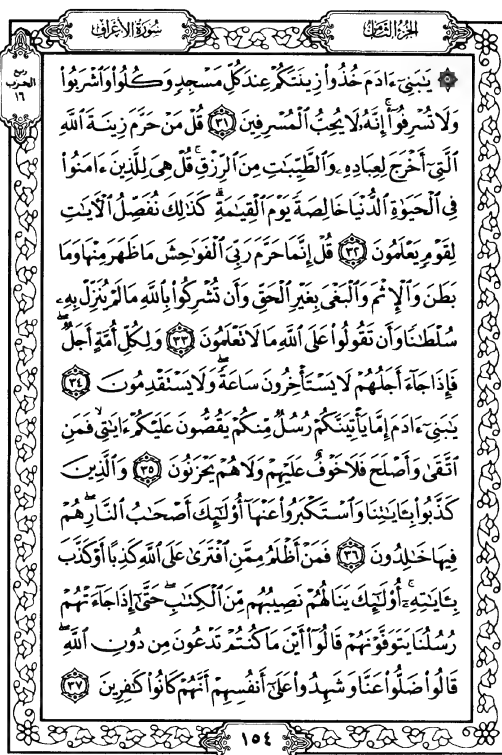 الجزء الثامن
سورة الأعراف
ربع
الحزب
١٦
۞ يَٰبَنِيٓ ءَادَمَ خُذُوا۟ زِينَتَكُمْ عِندَ كُلِّ مَسْجِدٍ وَكُلُوا۟ وَٱشْرَبُوا۟
وَلَا تُسْرِفُوٓا۟ۚ إِنَّهُۥ لَا يُحِبُّ ٱلْمُسْرِفِينَ ٣١ قُلْ مَنْ حَرَّمَ زِينَةَ ٱللَّهِ
ٱلَّتِيٓ أَخْرَجَ لِعِبَادِهِۦ وَٱلطَّيِّبَٰتِ مِنَ ٱلرِّزْقِۚ قُلْ هِىَ لِلَّذِينَ ءَامَنُوا۟
فِى ٱلْحَيَوٰةِ ٱلدُّنْيَا خَالِصَةً يَوْمَ ٱلْقِيَٰمَةِۗ كَذَٰلِكَ نُفَصِّلُ ٱلْءَايَٰتِ
لِقَوْمٍ يَعْلَمُونَ ٣٢ قُلْ إِنَّمَا حَرَّمَ رَبِّىَ ٱلْفَوَٰحِشَ مَا ظَهَرَ مِنْهَا وَمَا
بَطَنَ وَٱلْإِثْمَ وَٱلْبَغْىَ بِغَيْرِ ٱلْحَقِّ وَأَن تُشْرِكُوا۟ بِٱللَّهِ مَا لَمْ يُنَزِّلْ بِهِۦ
سُلْطَٰنًا وَأَن تَقُولُوا۟ عَلَى ٱللَّهِ مَا لَا تَعْلَمُونَ ٣٣ وَلِكُلِّ أُمَّةٍ أَجَلٌۖ
فَإِذَا جَآءَ أَجَلُهُمْ لَا يَسْتَأْخِرُونَ سَاعَةً وَلَا يَسْتَقْدِمُونَ ٣٤
يَٰبَنِيٓ ءَادَمَ إِمَّا يَأْتِيَنَّكُمْ رُسُلٌ مِّنكُمْ يَقُصُّونَ عَلَيْكُمْ ءَايَٰتِىۙ فَمَنِ
ٱتَّقَىٰ وَأَصْلَحَ فَلَا خَوْفٌ عَلَيْهِمْ وَلَا هُمْ يَحْزَنُونَ ٣٥ وَٱلَّذِينَ
كَذَّبُوا۟ بِـَٔايَٰتِنَا وَٱسْتَكْبَرُوا۟ عَنْهَآ أُو۟لَٰٓئِكَ أَصْحَٰبُ ٱلنَّارِۖ هُمْ
فِيهَا خَٰلِدُونَ ٣٦ فَمَنْ أَظْلَمُ مِمَّنِ ٱفْتَرَىٰ عَلَى ٱللَّهِ كَذِبًا أَوْ كَذَّبَ
بِـَٔايَٰتِهِۦٓۚ أُو۟لَٰٓئِكَ يَنَالُهُمْ نَصِيبُهُم مِّنَ ٱلْكِتَٰبِۖ حَتَّىٰٓ إِذَا جَآءَتْهُمْ
رُسُلُنَا يَتَوَفَّوْنَهُمْ قَالُوٓا۟ أَيْنَ مَا كُنتُمْ تَدْعُونَ مِن دُونِ ٱللَّهِۖ
قَالُوا۟ ضَلُّوا۟ عَنَّا وَشَهِدُوا۟ عَلَىٰٓ أَنفُسِهِمْ أَنَّهُمْ كَانُوا۟ كَٰفِرِينَ ٣٧
١٥٤